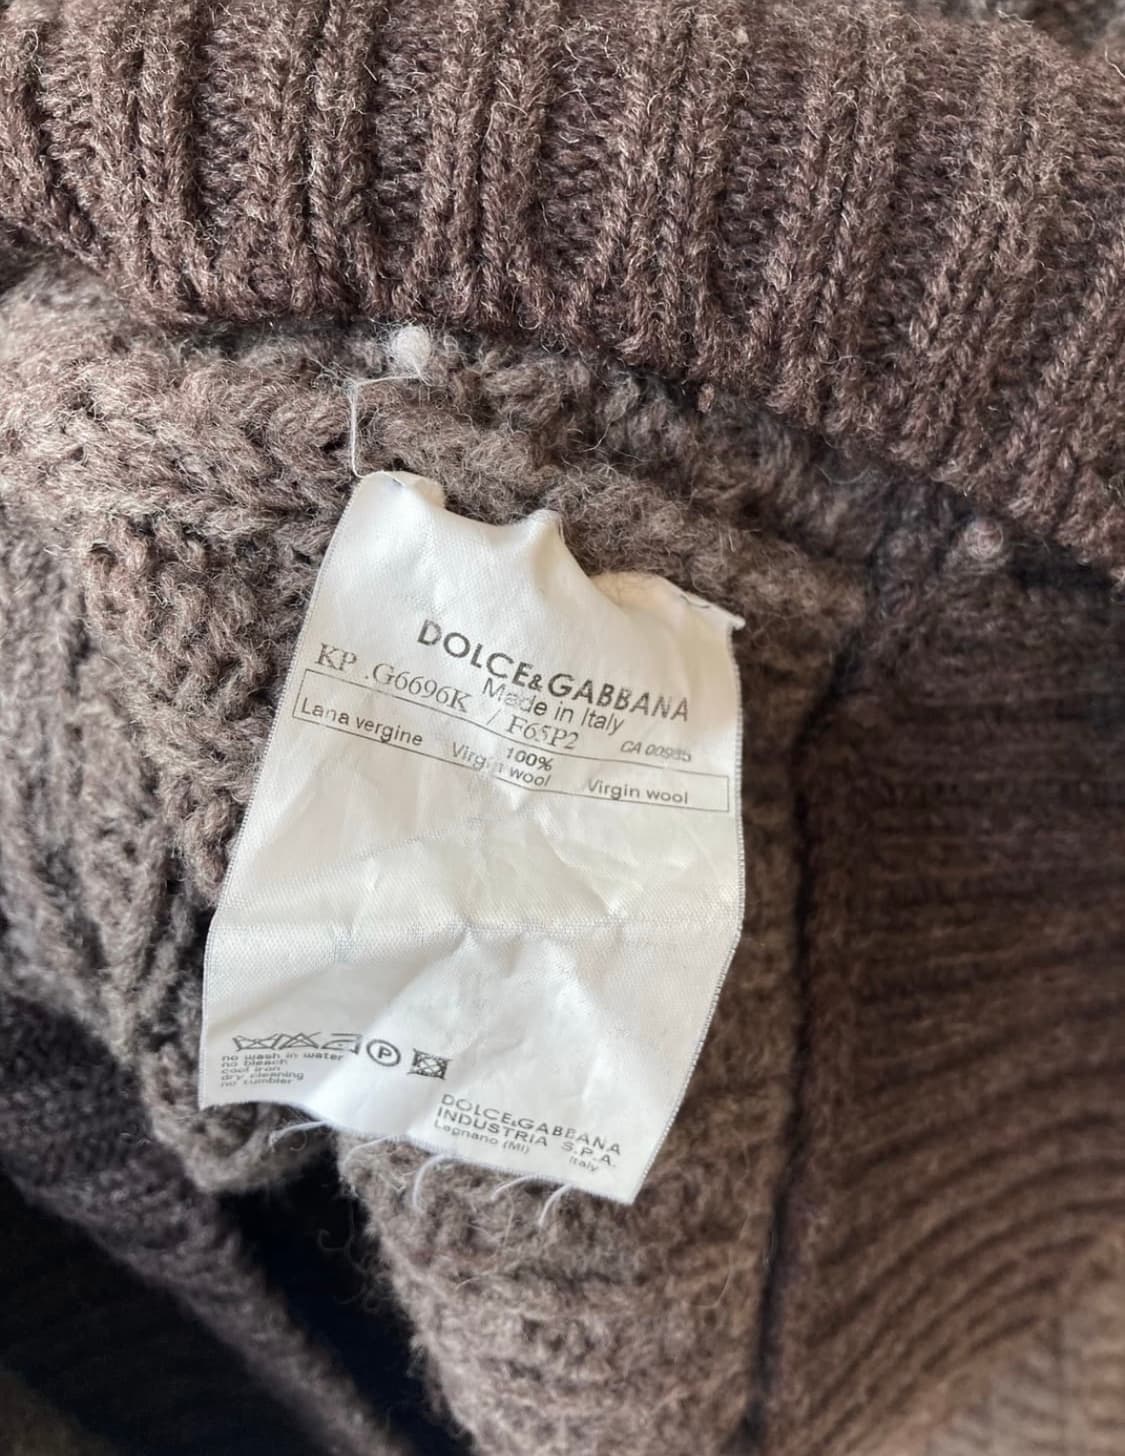 DOLCE&GABBANA
Made in Italy
KP .G6696K / F65P2
CA 00985
100%
Lana vergine Virgin wool Virgin wool
P
no wash in water
no bleach
cool iron
dry cleaning
no tumbler
DOLCE&GABBANA
INDUSTRIA S.P.A.
Legnano (MI) Italy